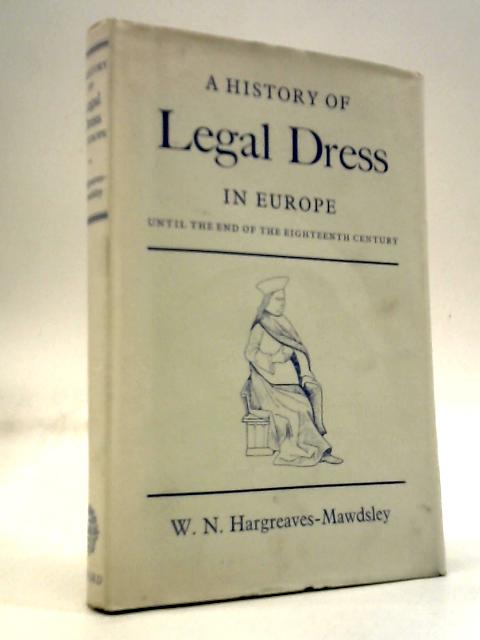 A HISTORY OF
Legal Dress
IN EUROPE
UNTIL THE END OF THE EIGHTEENTH CENTURY
W. N. Hargreaves-Mawdsley